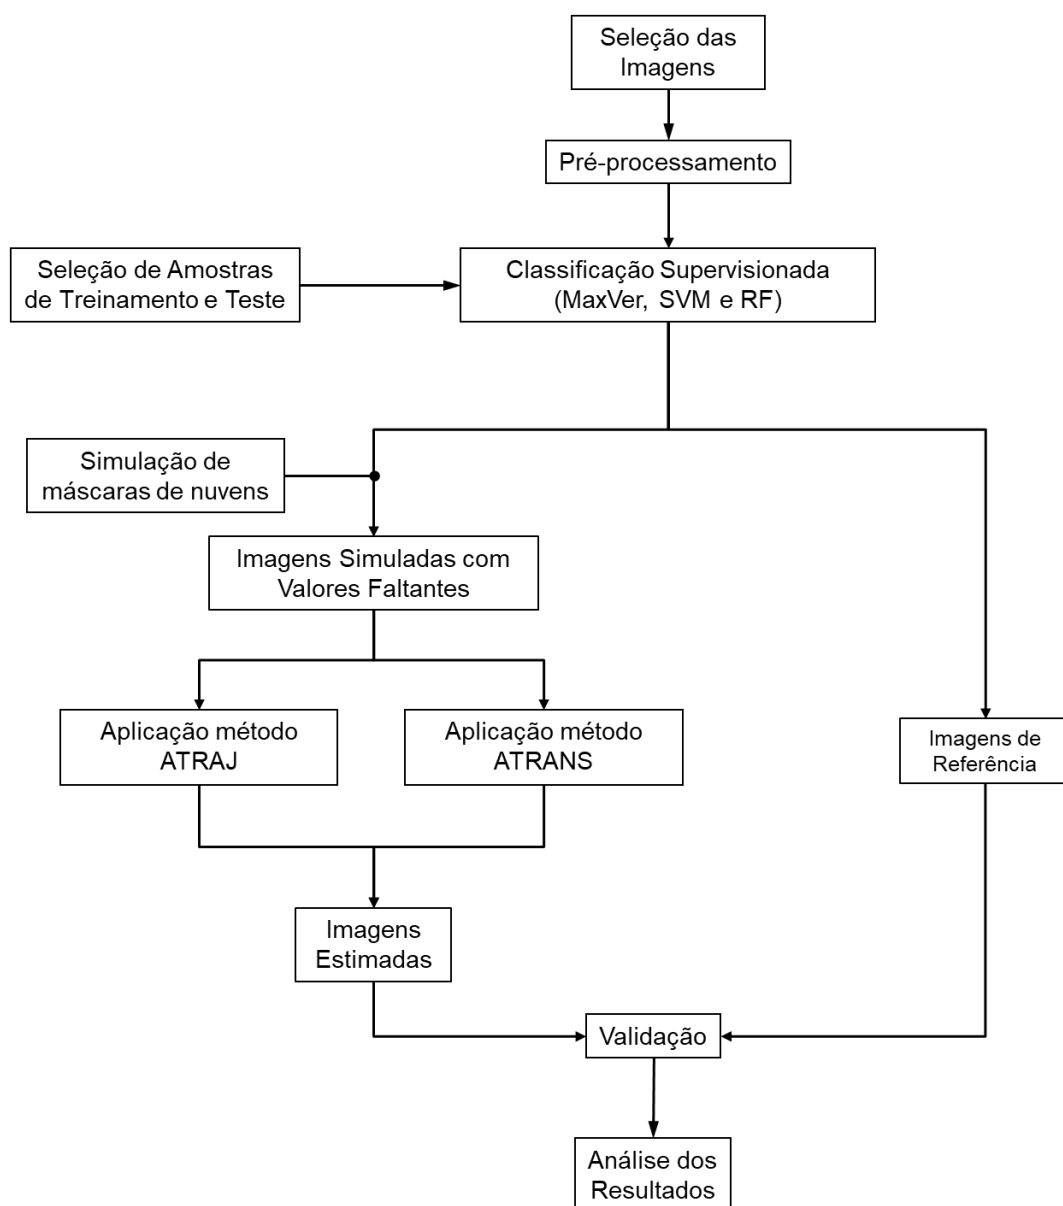 Seleção das
Imagens
Pré-processamento
Seleção de Amostras
de Treinamento e Teste
Classificação Supervisionada
(MaxVer, SVM e RF)
Simulação de
máscaras de nuvens
Imagens Simuladas com
Valores Faltantes
Aplicação método
ATRAJ
Aplicação método
ATRANS
Imagens de
Referência
Imagens
Estimadas
Validação
Análise dos
Resultados